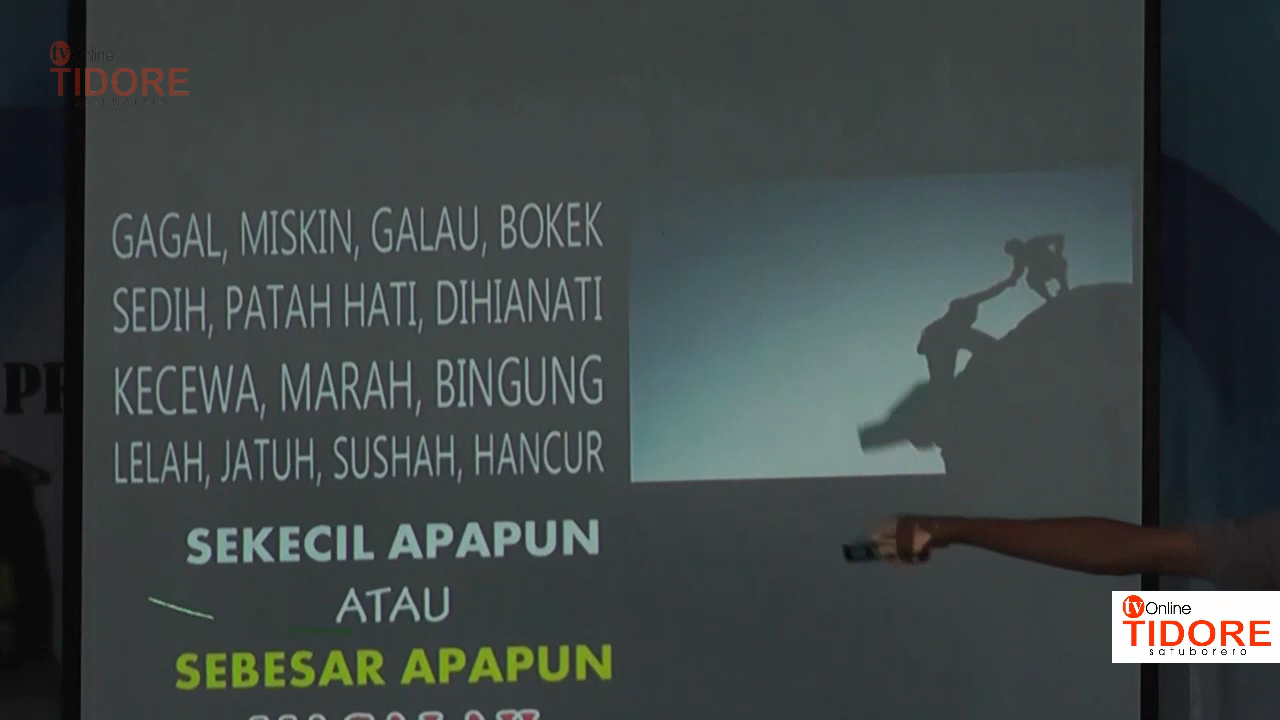 tv Online
TIDORE
GAGAL, MISKIN, GALAU, BOKEK
SEDIH, PATAH HATI, DIHIANATI
KECEWA, MARAH, BINGUNG
LELAH, JATUH, SUSHAH, HANCUR
SEKECIL APAPUN
ATAU
SEBESAR APAPUN
tv Online
TIDORE
satubarero